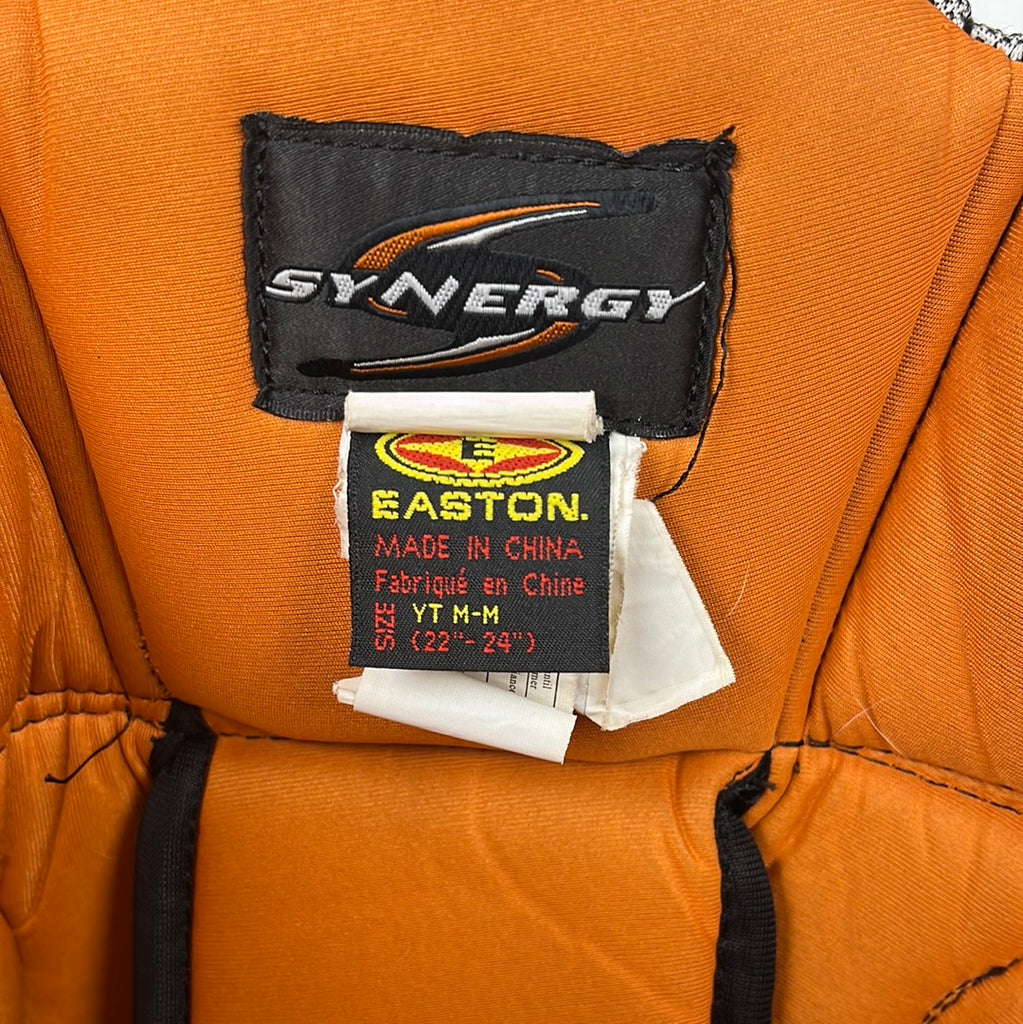 SYNERGY
E
EASTON.
MADE IN CHINA
Fabriqué en Chine
SIZE
YT M-M
(22"-24")